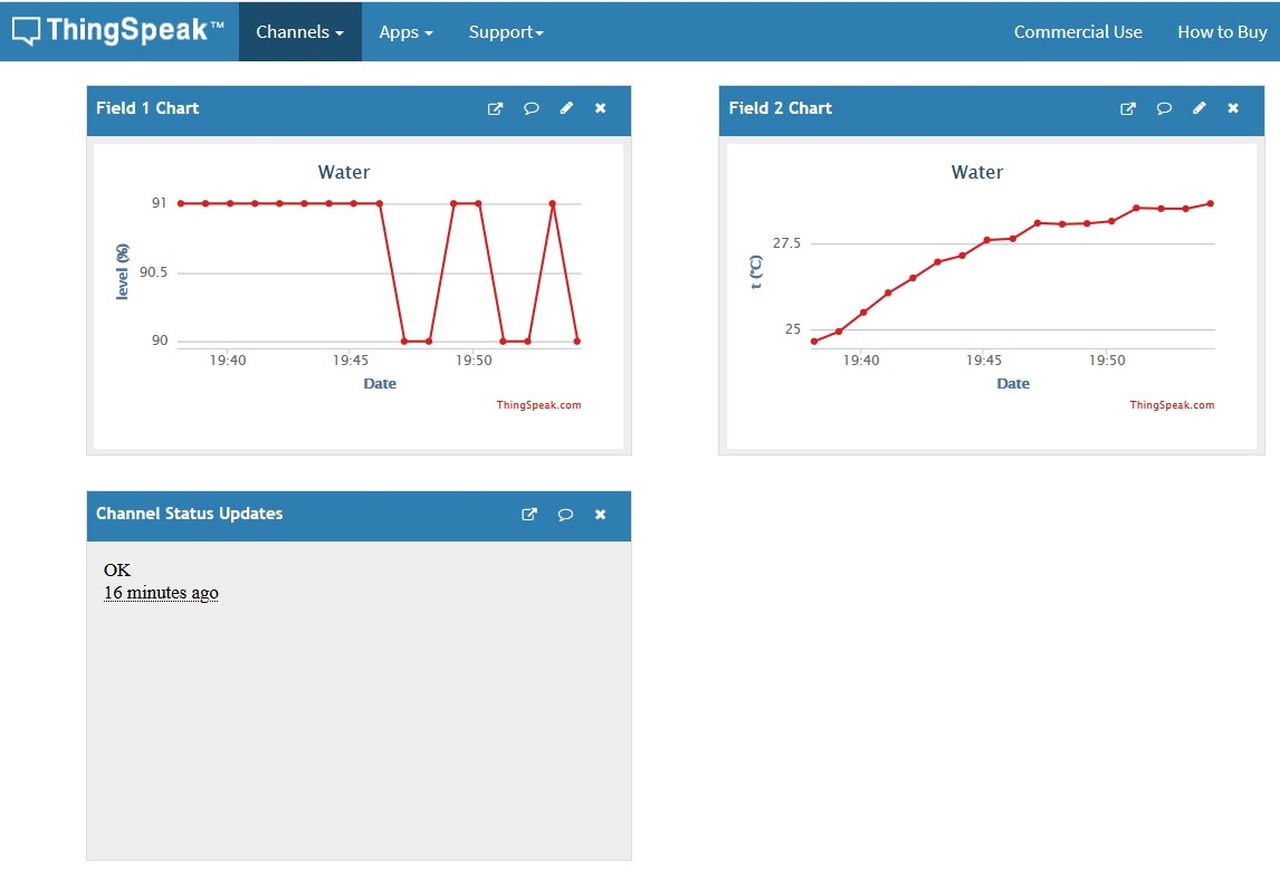 ThingSpeak™ Channels Apps Support Commercial Use How to Buy
Field 1 Chart
Water
level (%)
91
90.5
90
19:40 19:45 19:50
Date
ThingSpeak.com
Field 2 Chart
Water
t (°C)
27.5
25
19:40 19:45 19:50
Date
ThingSpeak.com
Channel Status Updates
OK
16 minutes ago